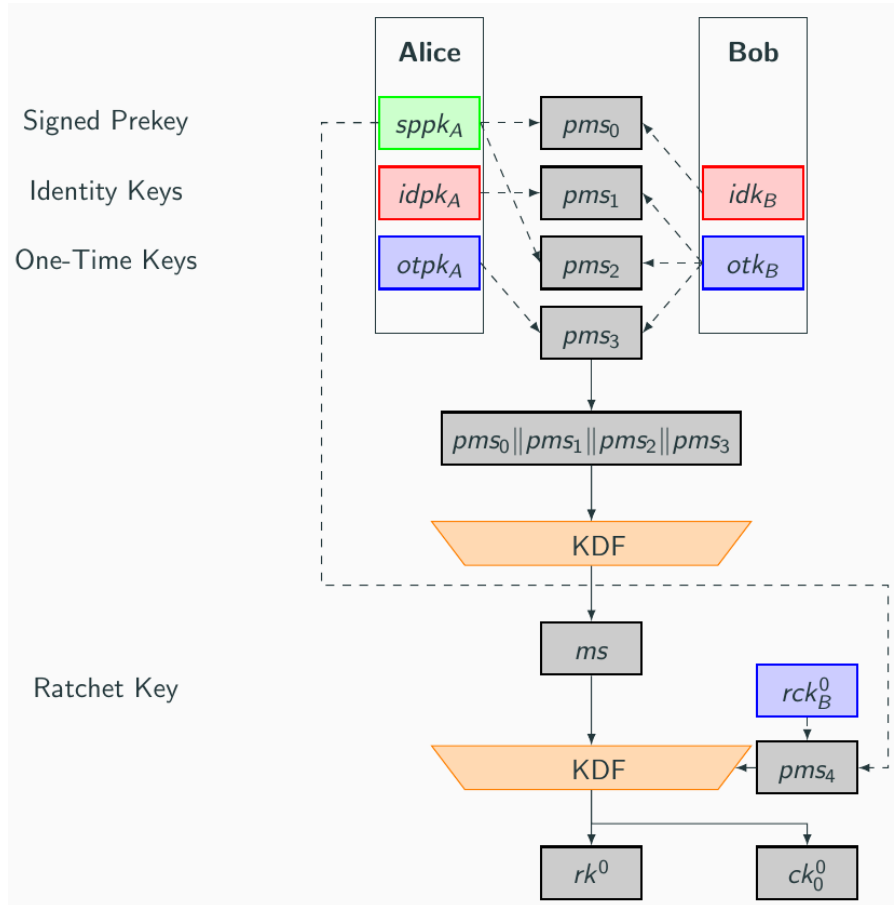 Alice Bob
Signed Prekey sppk_A pms_0
Identity Keys idpk_A pms_1 idk_B
One-Time Keys otpk_A pms_2 otk_B
pms_3
pms_0||pms_1||pms_2||pms_3
KDF
ms
Ratchet Key rck_B^0
KDF pms_4
rk^0 ck_0^0